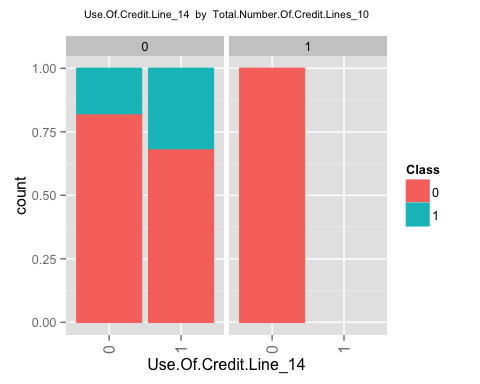 Use.Of.Credit.Line_14 by Total.Number.Of.Credit.Lines_10
0 1
1.00
0.75
0.50
0.25
0.00
count
0 1 0 1
Use.Of.Credit.Line_14
Class
0
1